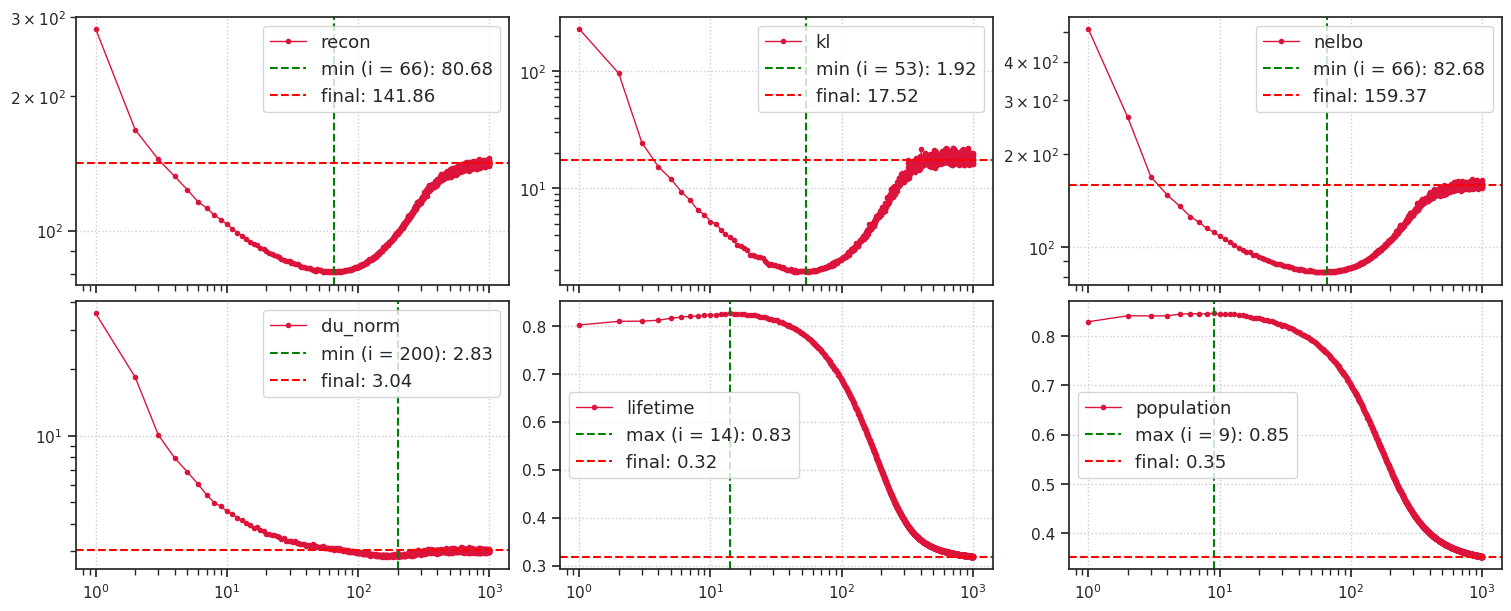 3 × 10²
2 × 10²
10²
recon
min (i = 66): 80.68
final: 141.86
10²
10¹
kl
min (i = 53): 1.92
final: 17.52
4 × 10²
3 × 10²
2 × 10²
10²
nelbo
min (i = 66): 82.68
final: 159.37
10¹
du_norm
min (i = 200): 2.83
final: 3.04
10⁰ 10¹ 10² 10³
0.8
0.7
0.6
0.5
0.4
0.3
lifetime
max (i = 14): 0.83
final: 0.32
10⁰ 10¹ 10² 10³
0.8
0.7
0.6
0.5
0.4
population
max (i = 9): 0.85
final: 0.35
10⁰ 10¹ 10² 10³